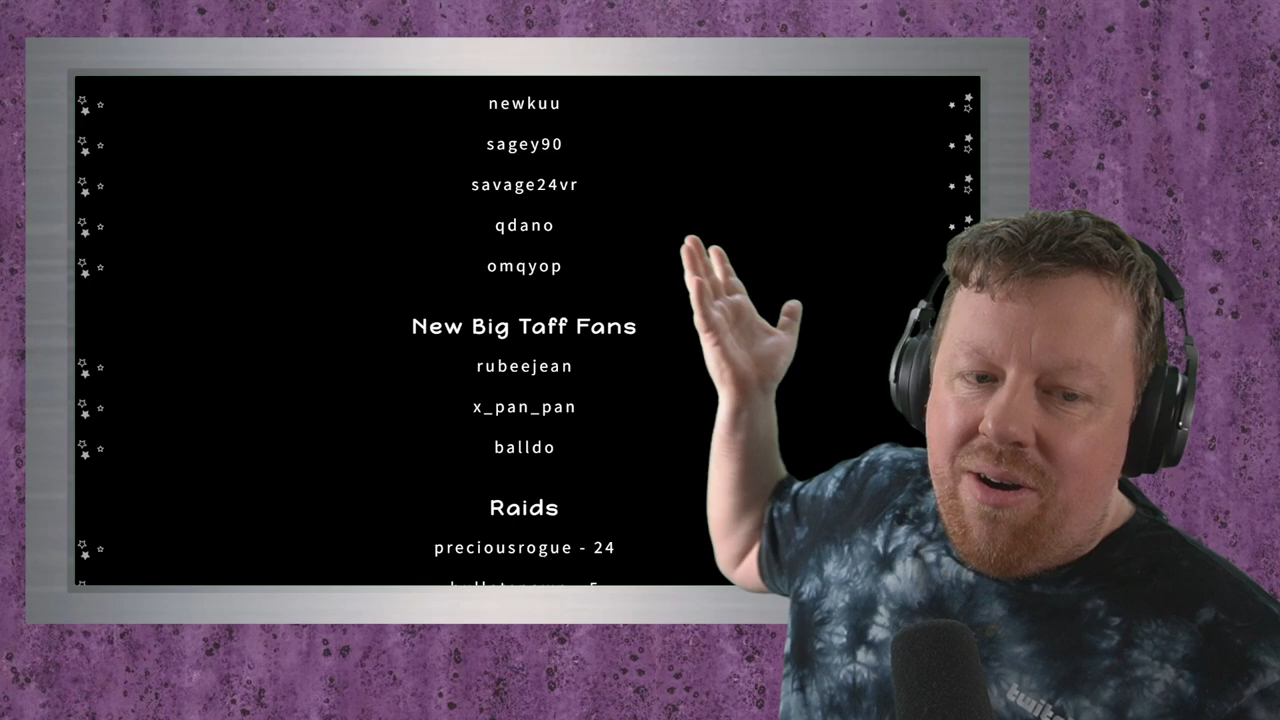 newkuu
sagey90
savage24vr
qdano
omqyop
New Big Taff Fans
rubeejean
x_pan_pan
balldo
Raids
preciousrogue - 24